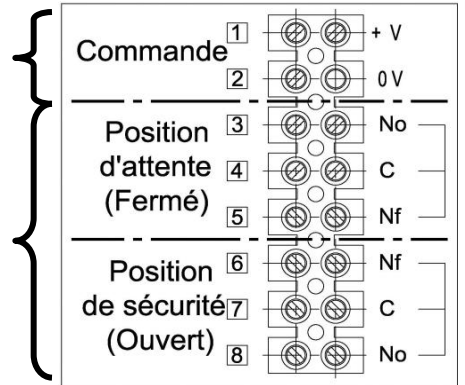 Commande
1 + V
2 0 V
Position
d'attente
(Fermé)
3 No
4 C
5 Nf
Position
de sécurité
(Ouvert)
6 Nf
7 C
8 No